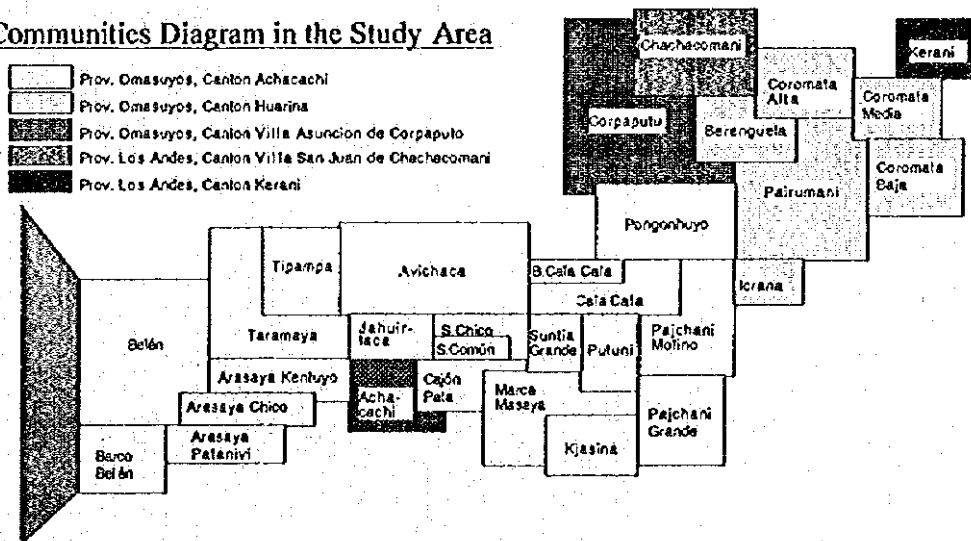 Communities Diagram in the Study Area
Prov. Omasuyos, Canton Achacachi
Prov. Omasuyos, Canton Huarina
Prov. Omasuyos, Canton Villa Asuncion de Corpaputo
Prov. Los Andes, Canton Villa San Juan de Chachacomani
Prov. Los Andes, Canton Kerani
Chachacomani
Kerani
Coromata
Alta
Coromata
Media
Corpaputu
Berenguela
Coromata
Baja
Pairumani
Pongonhuyo
Tipampa
Avichaca
B.Cala Cala
Icrana
Cala Cala
Belén
Taramaya
Jahuir-
laca
S.Chico
S.Común
Suntia
Grande
Putuni
Pajchani
Molino
Arasaya Kentuyo
Acha-
cachi
Cajón
Pata
Marca
Masaya
Arasaya Chico
Pajchani
Grande
Arasaya
Patanivi
Barco
Belén
Kjasina